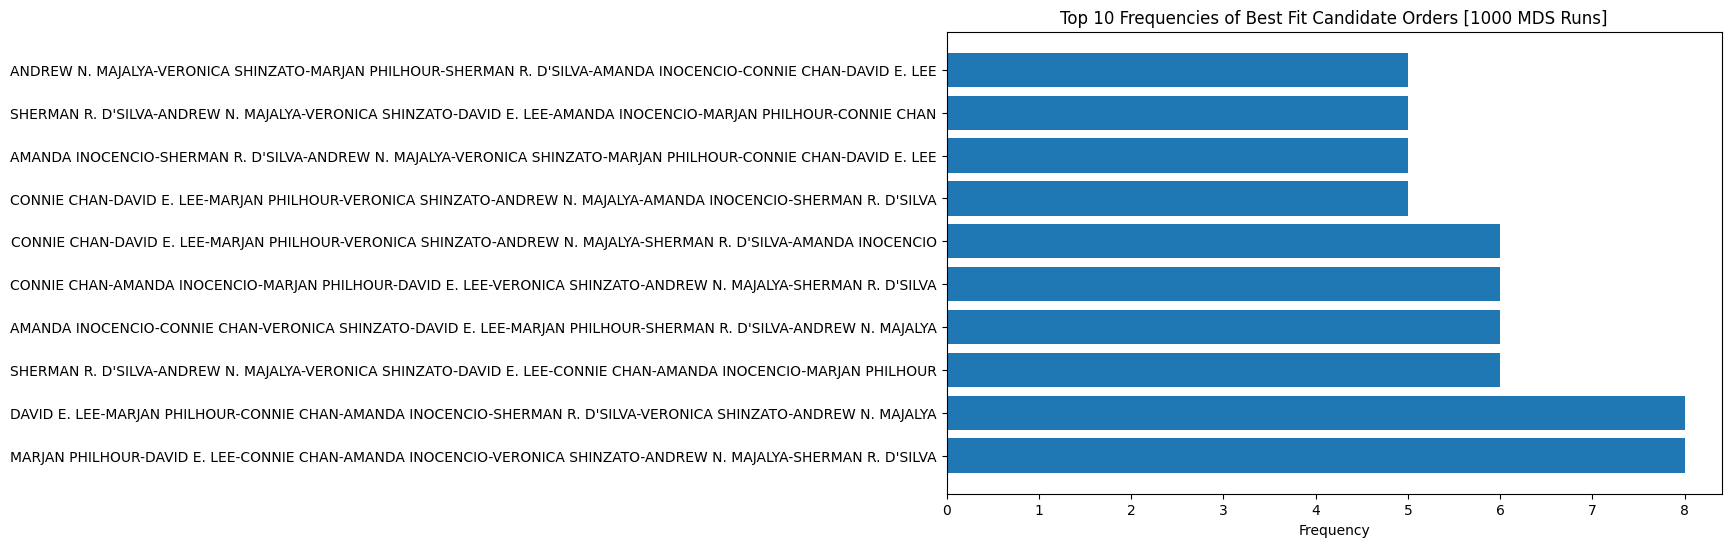 Top 10 Frequencies of Best Fit Candidate Orders [1000 MDS Runs]
ANDREW N. MAJALYA-VERONICA SHINZATO-MARJAN PHILHOUR-SHERMAN R. D'SILVA-AMANDA INOCENCIO-CONNIE CHAN-DAVID E. LEE
SHERMAN R. D'SILVA-ANDREW N. MAJALYA-VERONICA SHINZATO-DAVID E. LEE-AMANDA INOCENCIO-MARJAN PHILHOUR-CONNIE CHAN
AMANDA INOCENCIO-SHERMAN R. D'SILVA-ANDREW N. MAJALYA-VERONICA SHINZATO-MARJAN PHILHOUR-CONNIE CHAN-DAVID E. LEE
CONNIE CHAN-DAVID E. LEE-MARJAN PHILHOUR-VERONICA SHINZATO-ANDREW N. MAJALYA-AMANDA INOCENCIO-SHERMAN R. D'SILVA
CONNIE CHAN-DAVID E. LEE-MARJAN PHILHOUR-VERONICA SHINZATO-ANDREW N. MAJALYA-SHERMAN R. D'SILVA-AMANDA INOCENCIO
CONNIE CHAN-AMANDA INOCENCIO-MARJAN PHILHOUR-DAVID E. LEE-VERONICA SHINZATO-ANDREW N. MAJALYA-SHERMAN R. D'SILVA
AMANDA INOCENCIO-CONNIE CHAN-VERONICA SHINZATO-DAVID E. LEE-MARJAN PHILHOUR-SHERMAN R. D'SILVA-ANDREW N. MAJALYA
SHERMAN R. D'SILVA-ANDREW N. MAJALYA-VERONICA SHINZATO-DAVID E. LEE-CONNIE CHAN-AMANDA INOCENCIO-MARJAN PHILHOUR
DAVID E. LEE-MARJAN PHILHOUR-CONNIE CHAN-AMANDA INOCENCIO-SHERMAN R. D'SILVA-VERONICA SHINZATO-ANDREW N. MAJALYA
MARJAN PHILHOUR-DAVID E. LEE-CONNIE CHAN-AMANDA INOCENCIO-VERONICA SHINZATO-ANDREW N. MAJALYA-SHERMAN R. D'SILVA
0 1 2 3 4 5 6 7 8
Frequency